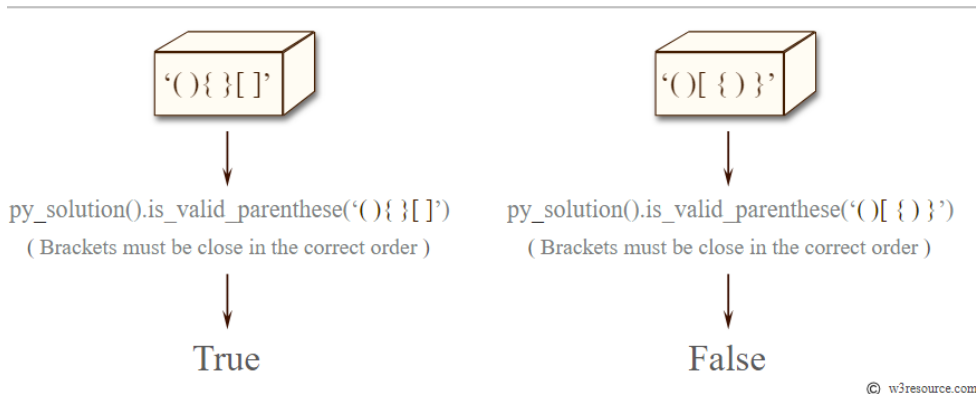 ‘( ) { } [ ]’
‘()[ { ) }’
py_solution().is_valid_parenthese(‘( ) { } [ ]’)
py_solution().is_valid_parenthese(‘( ) [ { ) }’)
( Brackets must be close in the correct order )
( Brackets must be close in the correct order )
True
False
© w3resource.com